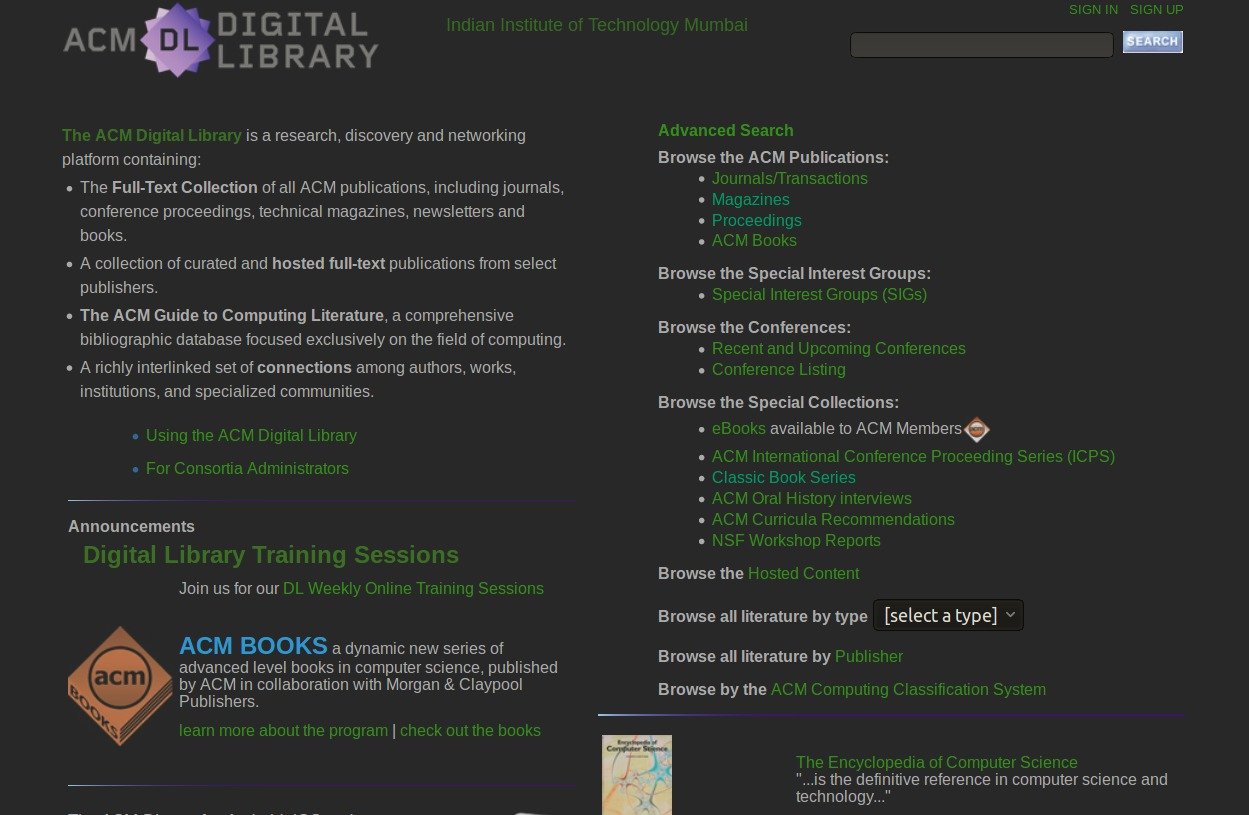 ACM DL DIGITAL LIBRARY
Indian Institute of Technology Mumbai
SIGN IN SIGN UP
SEARCH
The ACM Digital Library is a research, discovery and networking
platform containing:
• The Full-Text Collection of all ACM publications, including journals,
conference proceedings, technical magazines, newsletters and
books.
• A collection of curated and hosted full-text publications from select
publishers.
• The ACM Guide to Computing Literature, a comprehensive
bibliographic database focused exclusively on the field of computing.
• A richly interlinked set of connections among authors, works,
institutions, and specialized communities.
• Using the ACM Digital Library
• For Consortia Administrators
Announcements
Digital Library Training Sessions
Join us for our DL Weekly Online Training Sessions
acm
BOOKS
ACM BOOKS a dynamic new series of
advanced level books in computer science, published
by ACM in collaboration with Morgan & Claypool
Publishers.
learn more about the program | check out the books
Advanced Search
Browse the ACM Publications:
• Journals/Transactions
• Magazines
• Proceedings
• ACM Books
Browse the Special Interest Groups:
• Special Interest Groups (SIGs)
Browse the Conferences:
• Recent and Upcoming Conferences
• Conference Listing
Browse the Special Collections:
• eBooks available to ACM Members
• ACM International Conference Proceeding Series (ICPS)
• Classic Book Series
• ACM Oral History interviews
• ACM Curricula Recommendations
• NSF Workshop Reports
Browse the Hosted Content
Browse all literature by type [select a type]
Browse all literature by Publisher
Browse by the ACM Computing Classification System
Encyclopedia of
Computer Science
The Encyclopedia of Computer Science
"...is the definitive reference in computer science and
technology..."